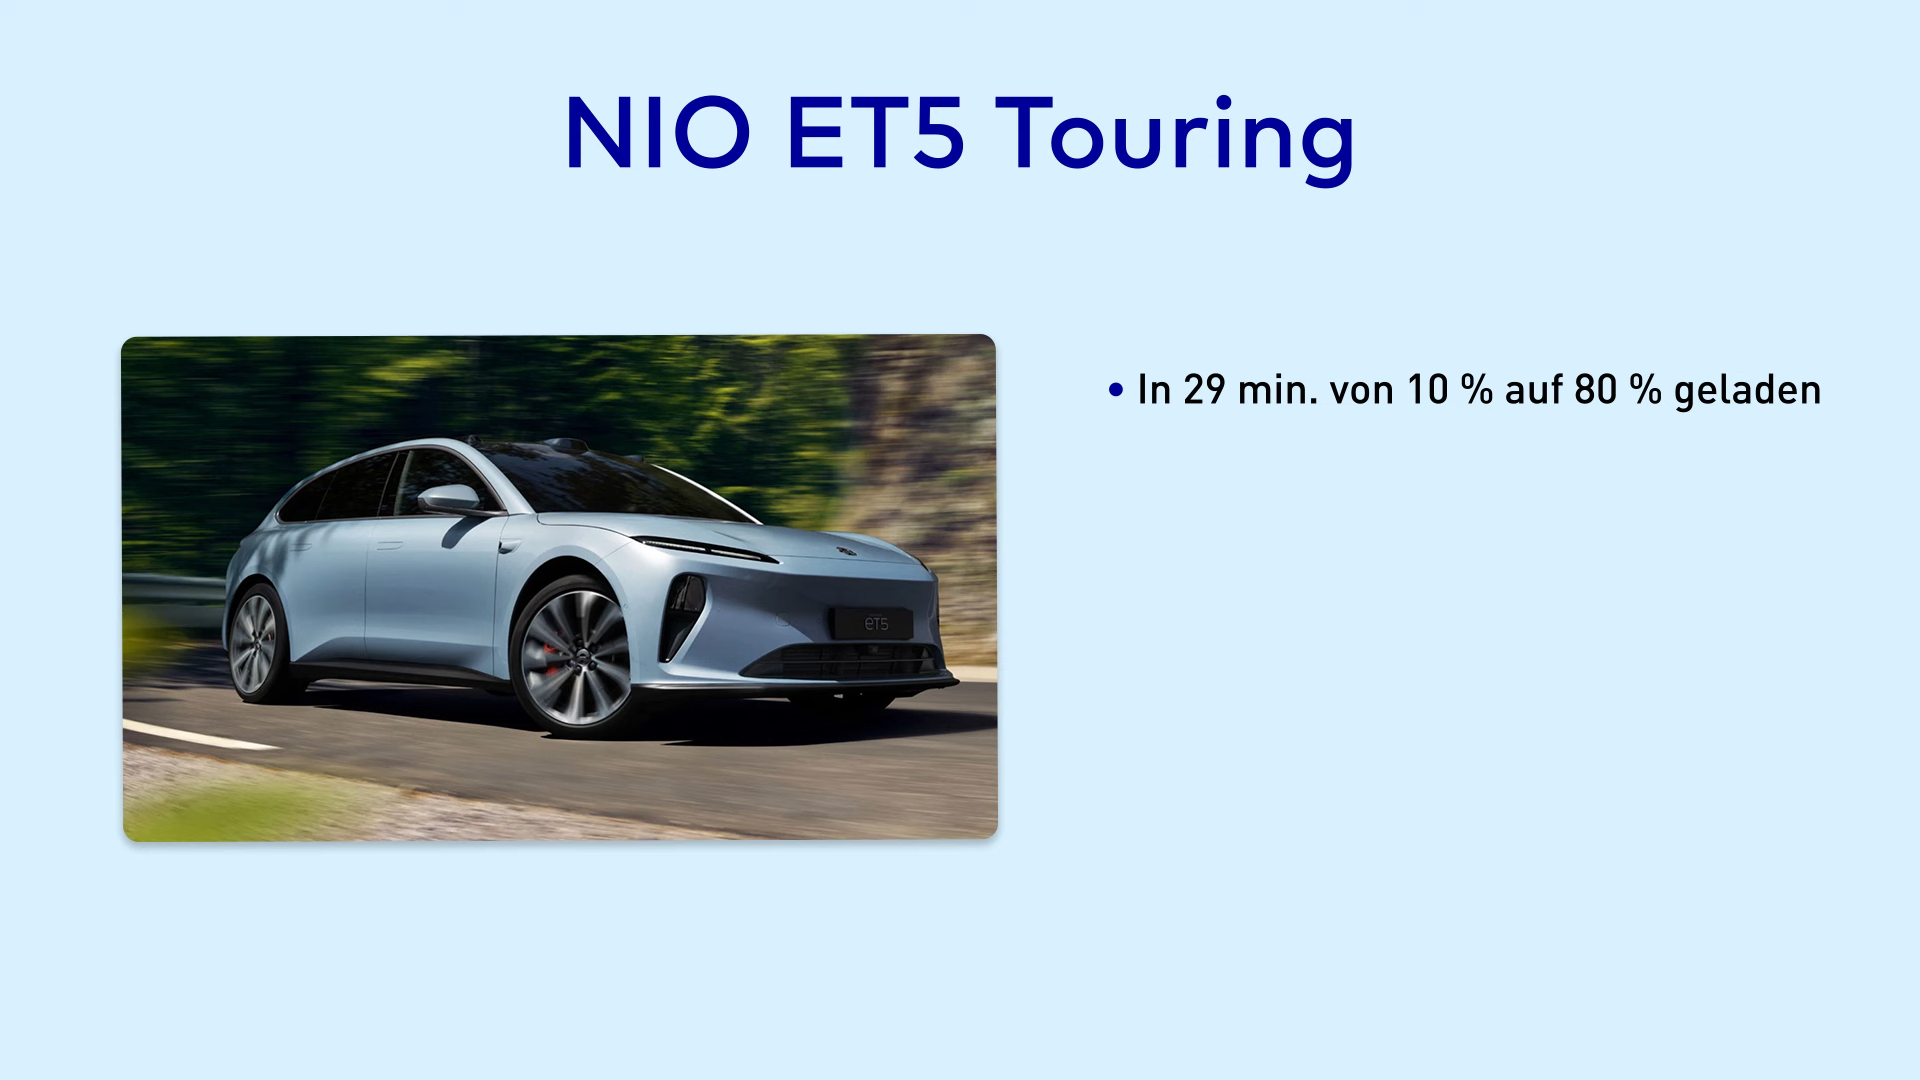 NIO ET5 Touring
• In 29 min. von 10 % auf 80 % geladen
ET5